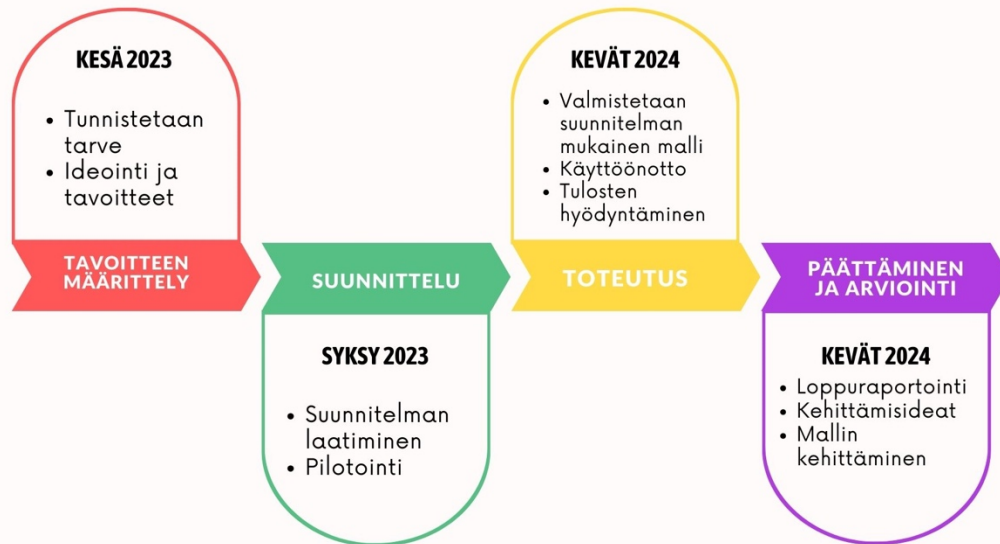 KESÄ 2023
• Tunnistetaan
tarve
• Ideointi ja
tavoitteet
TAVOITTEEN
MÄÄRITTELY
SUUNNITTELU
SYKSY 2023
• Suunnitelman
laatiminen
• Pilotointi
KEVÄT 2024
• Valmistetaan
suunnitelman
mukainen malli
• Käyttöönotto
• Tulosten
hyödyntäminen
TOTEUTUS
PÄÄTTÄMINEN
JA ARVIOINTI
KEVÄT 2024
• Loppuraportointi
• Kehittämisideat
• Mallin
kehittäminen